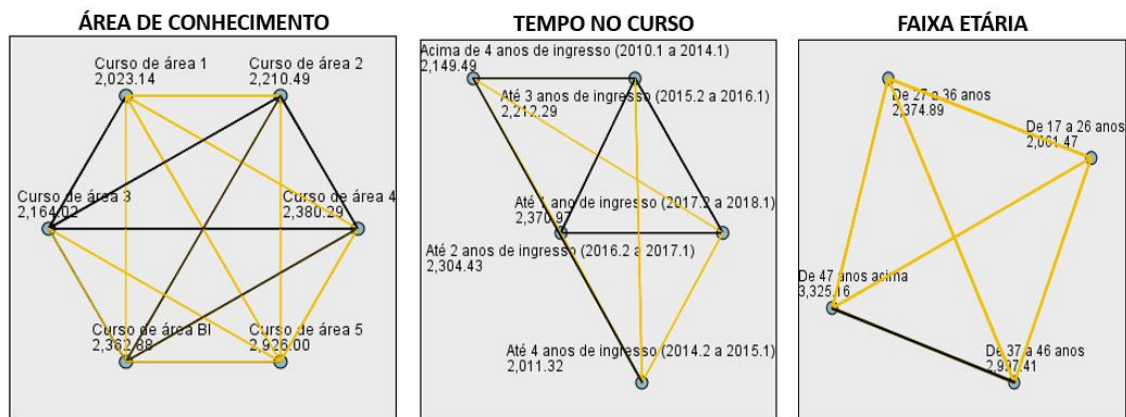 ÁREA DE CONHECIMENTO
Curso de área 1
2,023.14
Curso de área 2
2,210.49
Curso de área 3
2,164.02
Curso de área 4
2,380.29
Curso de área BI
2,362.88
Curso de área 5
2,926.00
TEMPO NO CURSO
Acima de 4 anos de ingresso (2010.1 a 2014.1)
2,149.49
Até 3 anos de ingresso (2015.2 a 2016.1)
2,212.29
Até 1 ano de ingresso (2017.2 a 2018.1)
2,370.97
Até 2 anos de ingresso (2016.2 a 2017.1)
2,304.43
Até 4 anos de ingresso (2014.2 a 2015.1)
2,011.32
FAIXA ETÁRIA
De 27 a 36 anos
2,374.89
De 17 a 26 anos
2,061.47
De 47 anos acima
3,325.16
De 37 a 46 anos
2,997.41